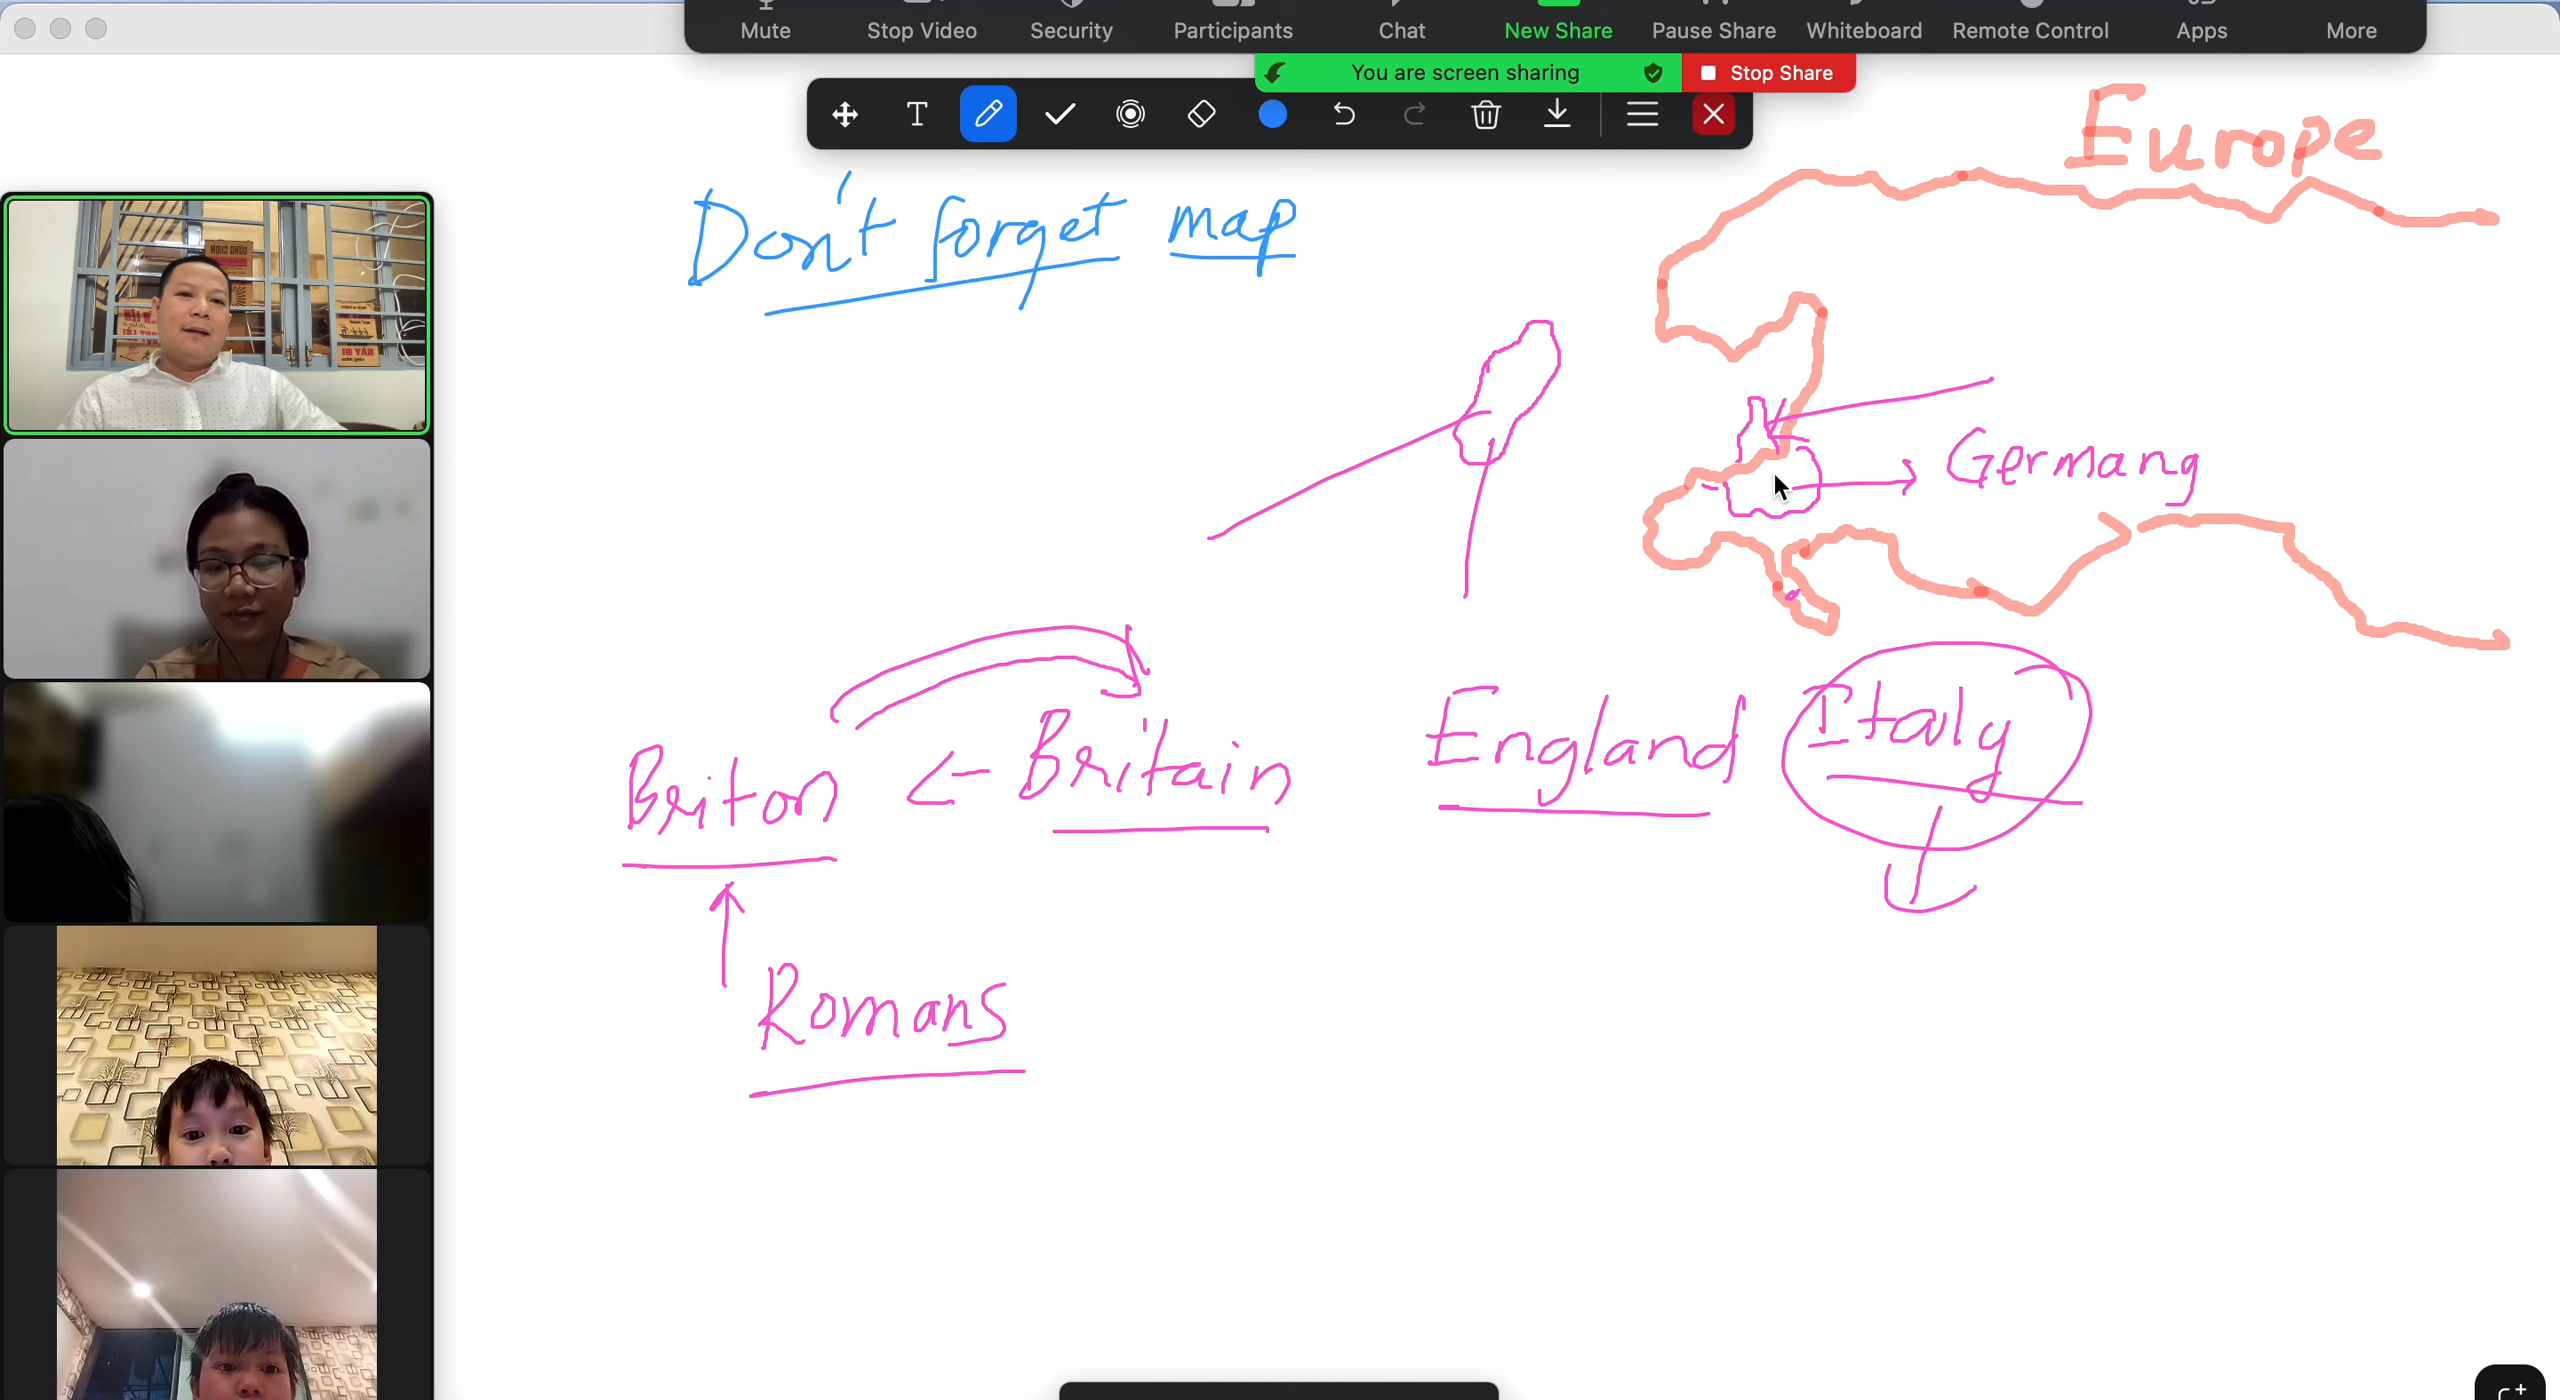 Mute Stop Video Security Participants Chat New Share Pause Share Whiteboard Remote Control Apps More
You are screen sharing Stop Share
T
Europe
Don't forget map
Germany
Briton ← Britain England Italy
Romans